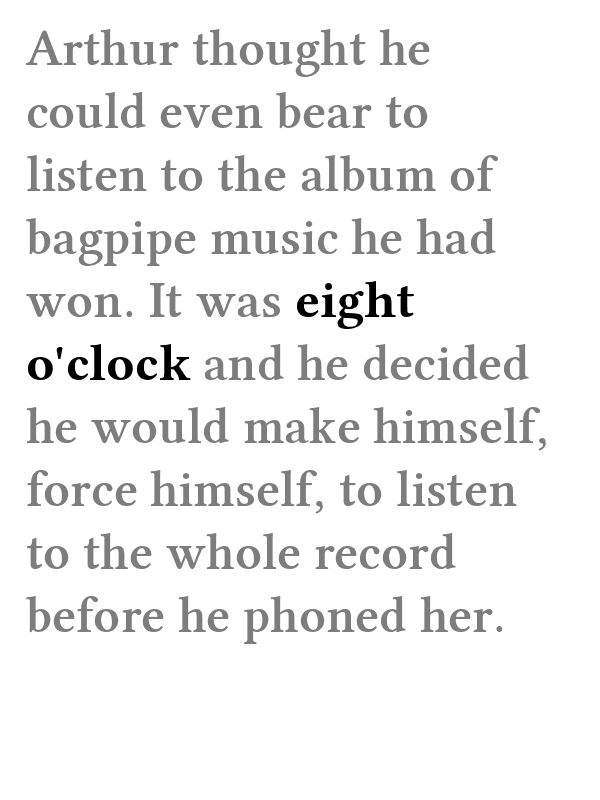 Arthur thought he
could even bear to
listen to the album of
bagpipe music he had
won. It was eight
o'clock and he decided
he would make himself,
force himself, to listen
to the whole record
before he phoned her.